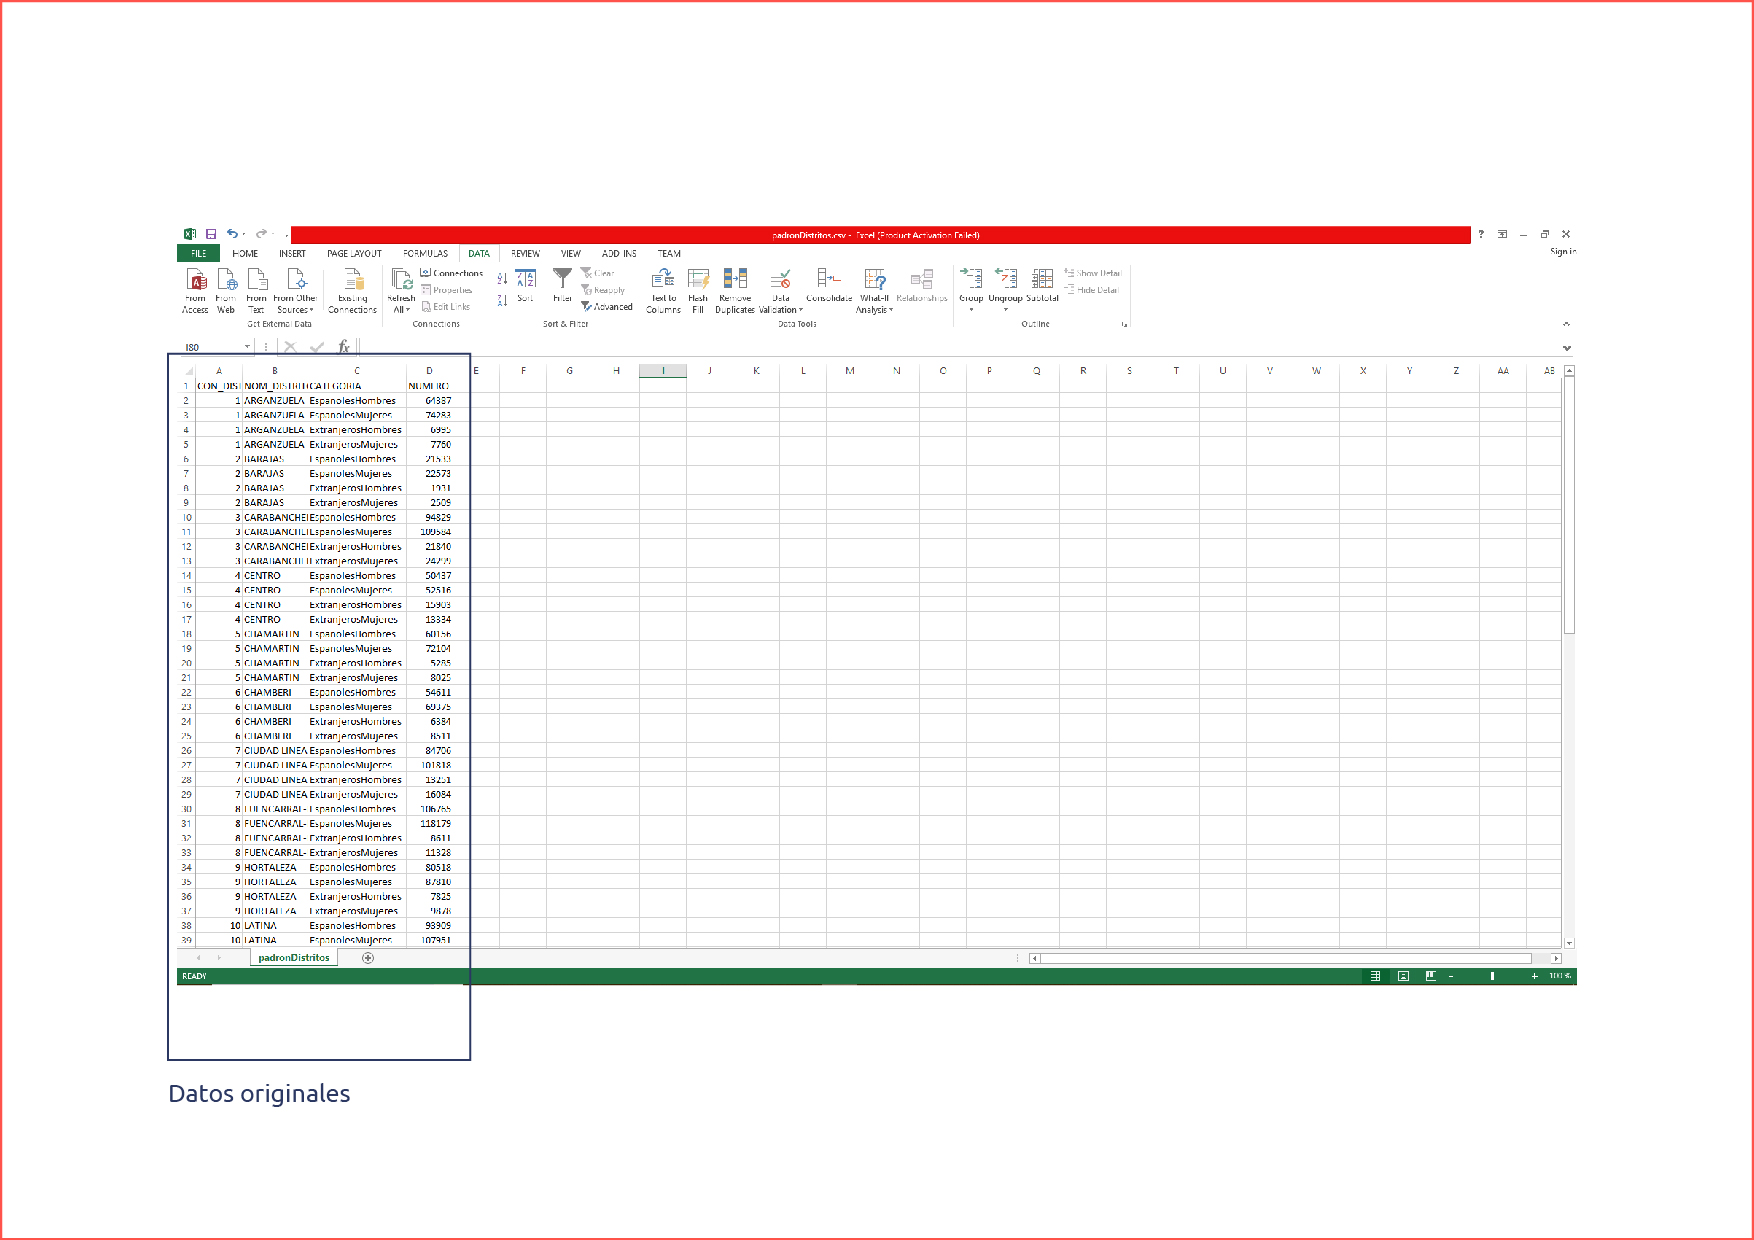 padronDistritos.csv - Excel (Product Activation Failed)
Sign in
FILE HOME INSERT PAGE LAYOUT FORMULAS DATA REVIEW VIEW ADD-INS TEAM
From Access From Web From Text From Other Sources Existing Connections Refresh All Connections Properties Edit Links Sort Filter Clear Reapply Advanced Text to Columns Flash Fill Remove Duplicates Data Validation Consolidate What-If Analysis Relationships Group Ungroup Subtotal Show Detail Hide Detail
Get External Data Connections Sort & Filter Data Tools Outline
I80 fx
A B C D E F G H I J K L M N O P Q R S T U V W X Y Z AA AB
1 CON_DIST NOM_DISTRIT CATEGORIA NUMERO
2 1 ARGANZUELA EspanolesHombres 64387
3 1 ARGANZUELA EspanolesMujeres 74283
4 1 ARGANZUELA ExtranjerosHombres 6995
5 1 ARGANZUELA ExtranjerosMujeres 7760
6 2 BARAJAS EspanolesHombres 21533
7 2 BARAJAS EspanolesMujeres 22573
8 2 BARAJAS ExtranjerosHombres 1931
9 2 BARAJAS ExtranjerosMujeres 2509
10 3 CARABANCHEL EspanolesHombres 94829
11 3 CARABANCHEL EspanolesMujeres 109584
12 3 CARABANCHEL ExtranjerosHombres 21840
13 3 CARABANCHEL ExtranjerosMujeres 24299
14 4 CENTRO EspanolesHombres 50437
15 4 CENTRO EspanolesMujeres 52516
16 4 CENTRO ExtranjerosHombres 15903
17 4 CENTRO ExtranjerosMujeres 13334
18 5 CHAMARTIN EspanolesHombres 60156
19 5 CHAMARTIN EspanolesMujeres 72104
20 5 CHAMARTIN ExtranjerosHombres 5285
21 5 CHAMARTIN ExtranjerosMujeres 8025
22 6 CHAMBERI EspanolesHombres 54611
23 6 CHAMBERI EspanolesMujeres 69375
24 6 CHAMBERI ExtranjerosHombres 6384
25 6 CHAMBERI ExtranjerosMujeres 8511
26 7 CIUDAD LINEA EspanolesHombres 84706
27 7 CIUDAD LINEA EspanolesMujeres 101818
28 7 CIUDAD LINEA ExtranjerosHombres 13251
29 7 CIUDAD LINEA ExtranjerosMujeres 16084
30 8 FUENCARRAL- EspanolesHombres 106765
31 8 FUENCARRAL- EspanolesMujeres 118179
32 8 FUENCARRAL- ExtranjerosHombres 8611
33 8 FUENCARRAL- ExtranjerosMujeres 11328
34 9 HORTALEZA EspanolesHombres 80518
35 9 HORTALEZA EspanolesMujeres 87810
36 9 HORTALEZA ExtranjerosHombres 7825
37 9 HORTALEZA ExtranjerosMujeres 9878
38 10 LATINA EspanolesHombres 93909
39 10 LATINA EspanolesMujeres 107951
padronDistritos
READY 100 %
Datos originales